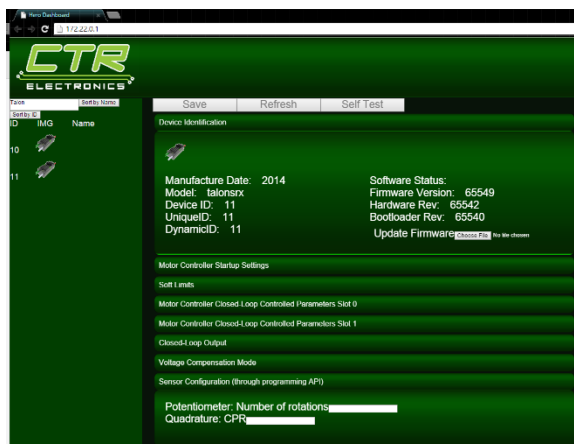 Hero Dashboard
172.22.0.1
CTR
ELECTRONICS
Talon
Sort by Name
Sort by ID
ID IMG Name
10
11
Save Refresh Self Test
Device Identification
Manufacture Date: 2014
Model: talonsrx
Device ID: 11
UniqueID: 11
DynamicID: 11
Software Status:
Firmware Version: 65549
Hardware Rev: 65542
Bootloader Rev: 65540
Update Firmware Choose File No file chosen
Motor Controller Startup Settings
Soft Limits
Motor Controller Closed-Loop Controlled Parameters Slot 0
Motor Controller Closed-Loop Controlled Parameters Slot 1
Closed-Loop Output
Voltage Compensation Mode
Sensor Configuration (through programming API)
Potentiometer: Number of rotations
Quadrature: CPR